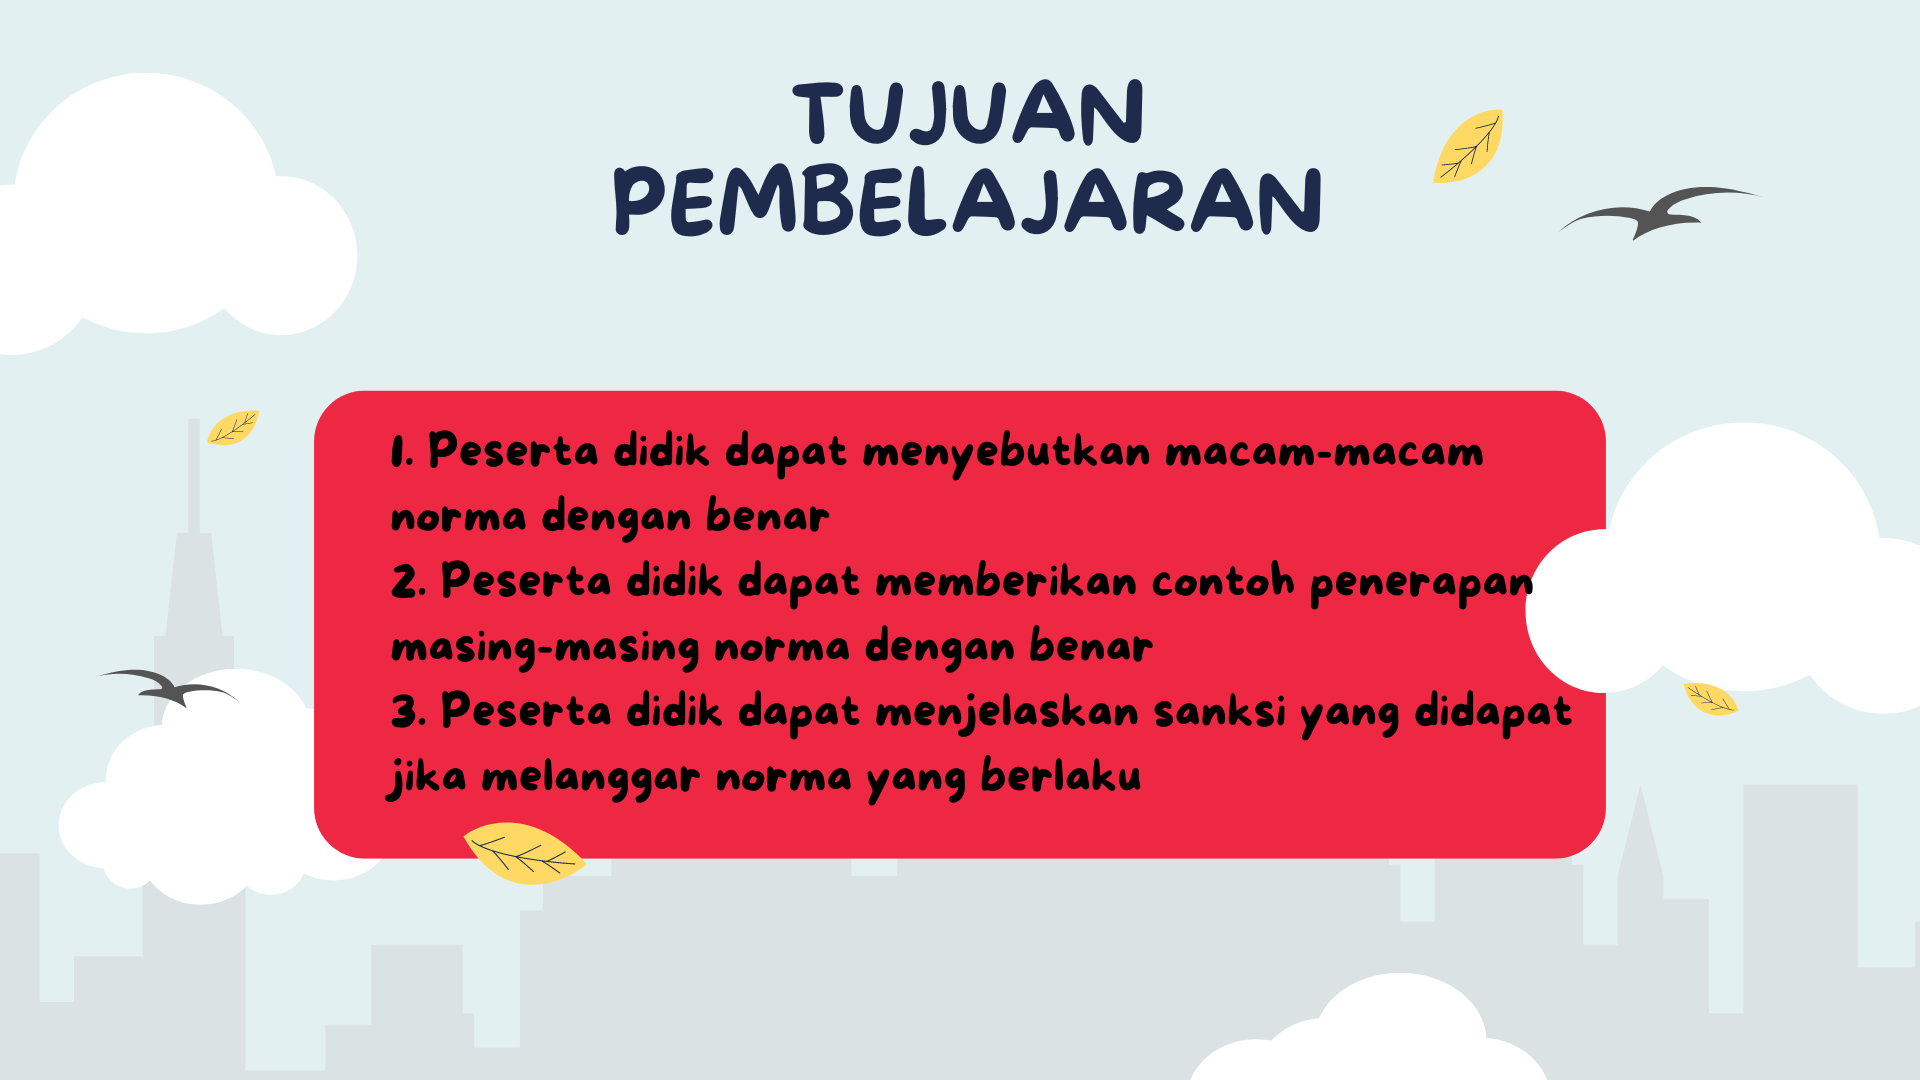 TUJUAN
PEMBELAJARAN
1. Peserta didik dapat menyebutkan macam-macam
norma dengan benar
2. Peserta didik dapat memberikan contoh penerapan
masing-masing norma dengan benar
3. Peserta didik dapat menjelaskan sanksi yang didapat
jika melanggar norma yang berlaku